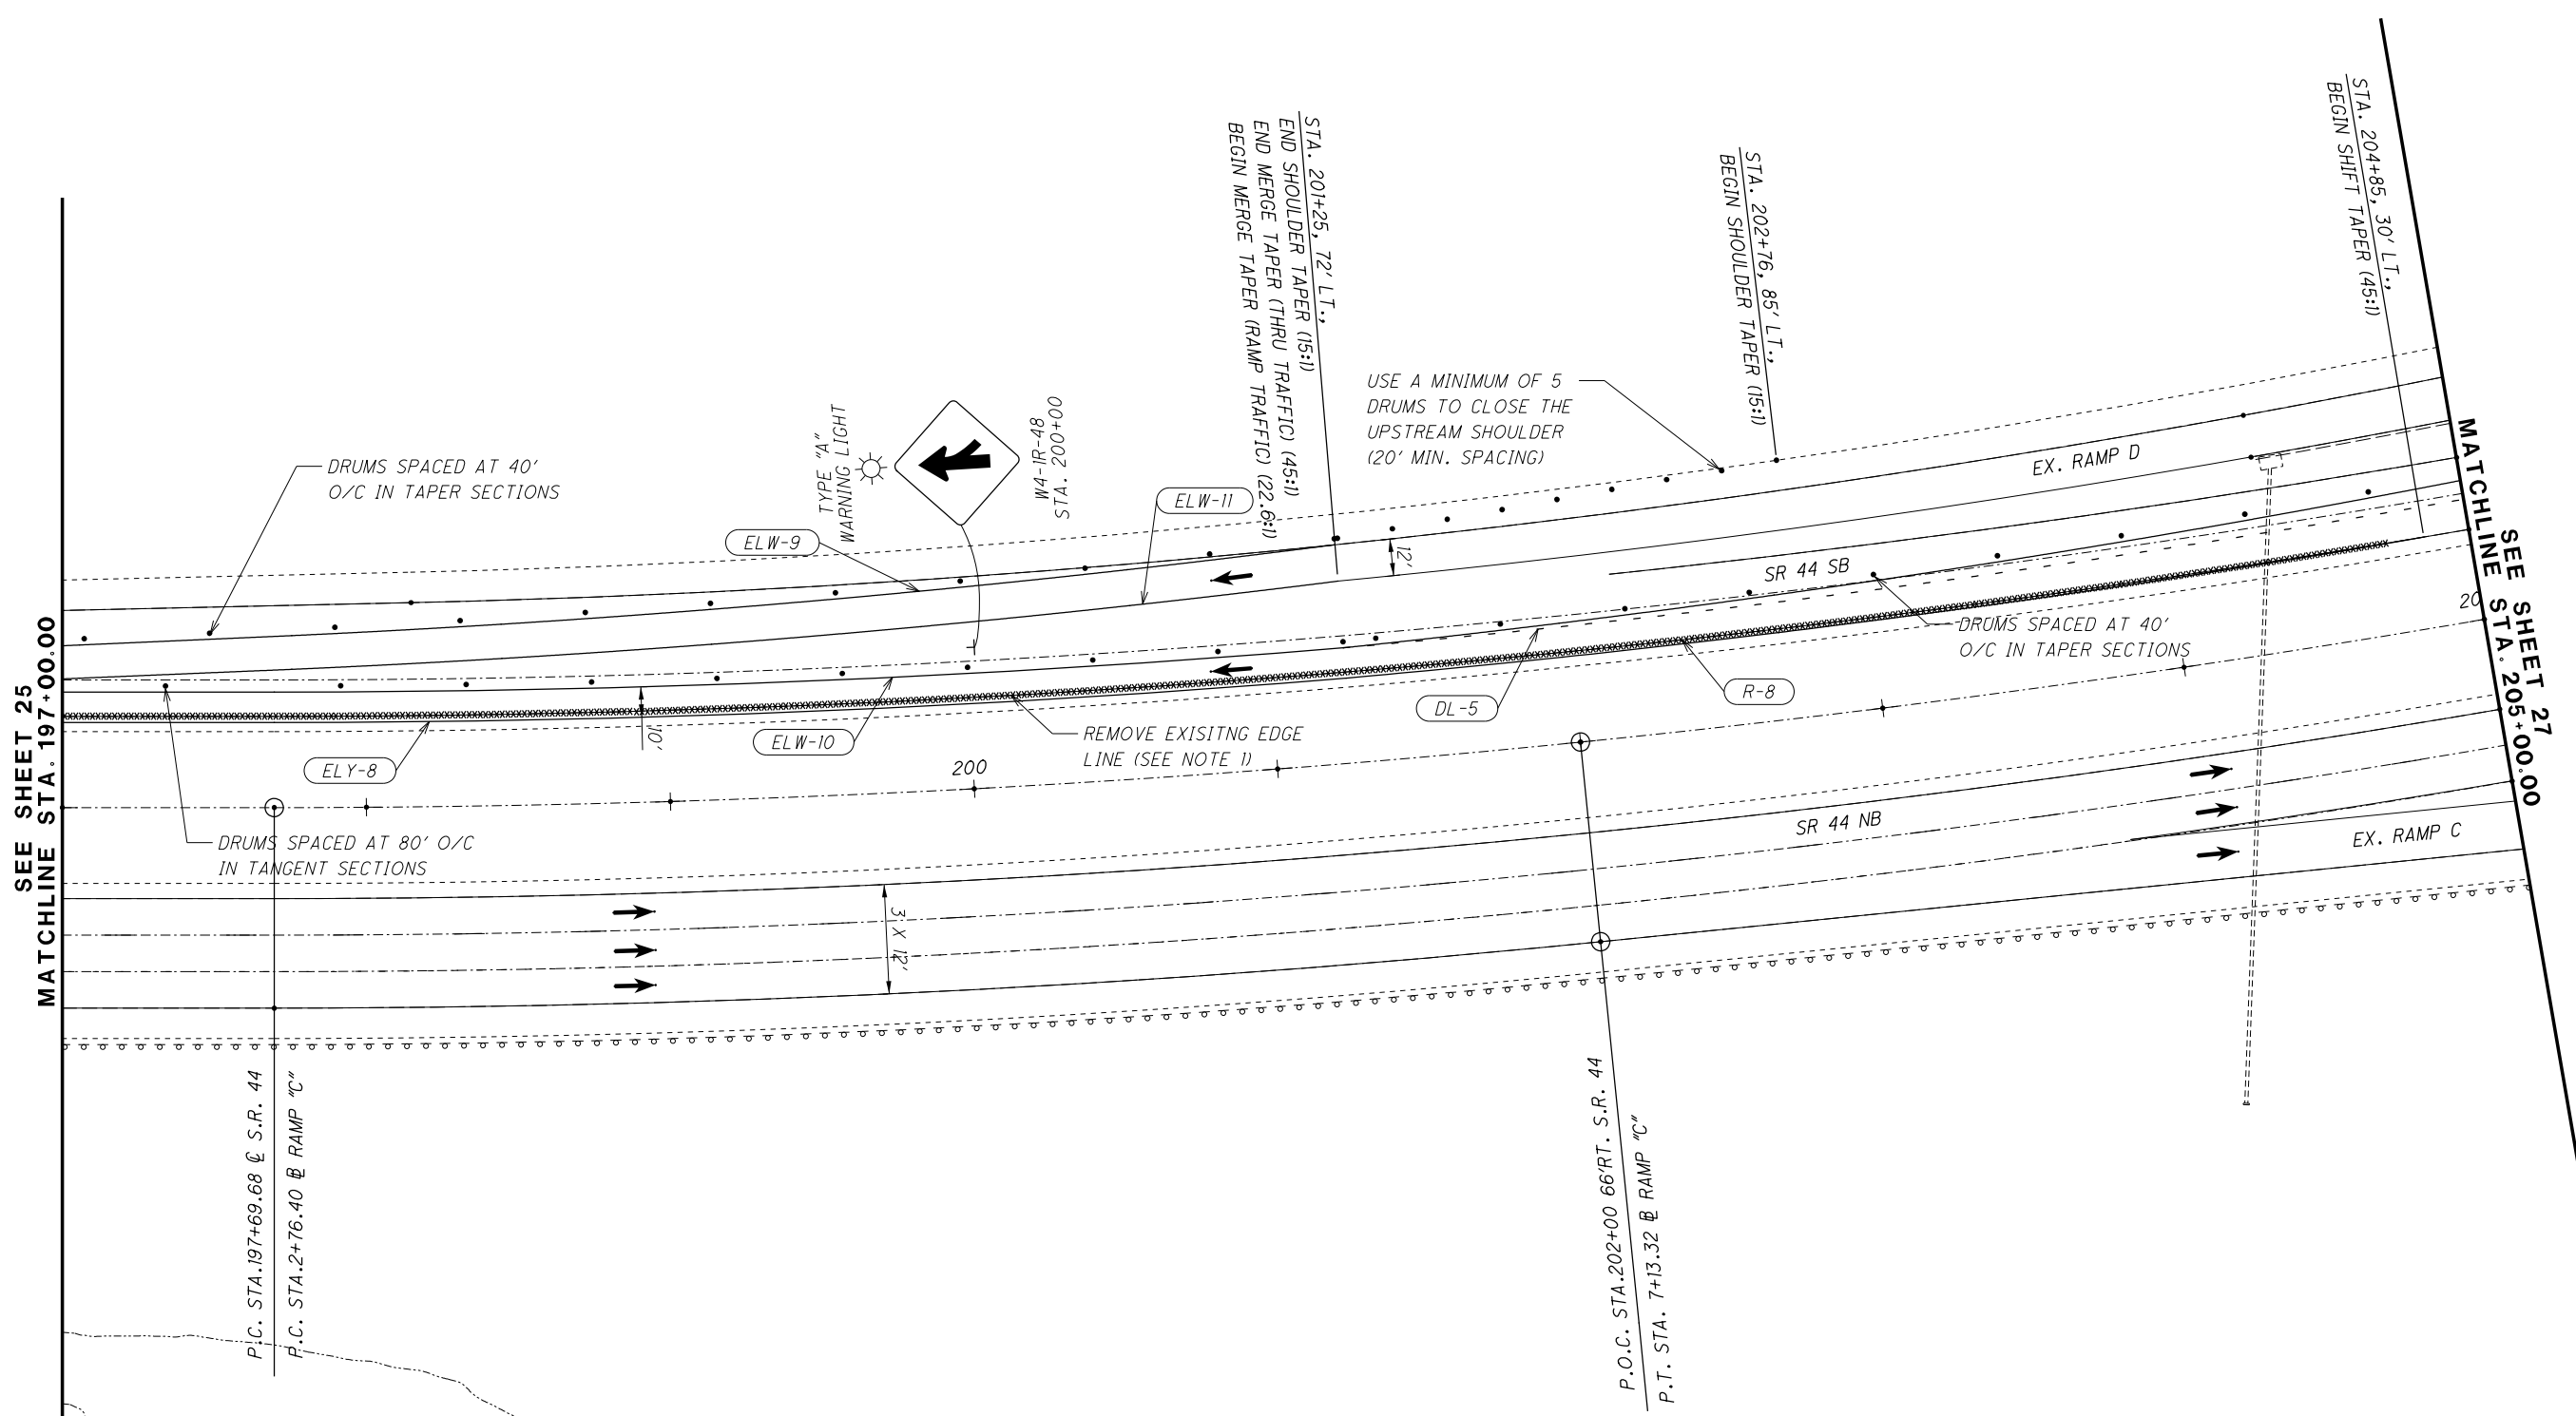 SEE SHEET 25
MATCHLINE STA. 197+00.00
DRUMS SPACED AT 40'
O/C IN TAPER SECTIONS
TYPE "A"
WARNING LIGHT
W4-1R-48
STA. 200+00
ELW-9
ELW-11
STA. 201+25, 72' LT.,
END SHOULDER TAPER (15:1)
END MERGE TAPER (THRU TRAFFIC) (45:1)
BEGIN MERGE TAPER (RAMP TRAFFIC) (22.6:1)
12'
USE A MINIMUM OF 5
DRUMS TO CLOSE THE
UPSTREAM SHOULDER
(20' MIN. SPACING)
STA. 202+76, 85' LT.,
BEGIN SHOULDER TAPER (15:1)
STA. 204+85, 30' LT.,
BEGIN SHIFT TAPER (45:1)
EX. RAMP D
SR 44 SB
DRUMS SPACED AT 40'
O/C IN TAPER SECTIONS
20
SEE SHEET 27
MATCHLINE STA. 205+00.00
R-8
DL-5
REMOVE EXISITNG EDGE
LINE (SEE NOTE 1)
ELW-10
10'
ELY-8
200
DRUMS SPACED AT 80' O/C
IN TANGENT SECTIONS
3 X 12'
SR 44 NB
EX. RAMP C
P.C. STA.197+69.68 ℄ S.R. 44
P.C. STA.2+76.40 BL RAMP "C"
P.O.C. STA.202+00 66'RT. S.R. 44
P.T. STA. 7+13.32 BL RAMP "C"